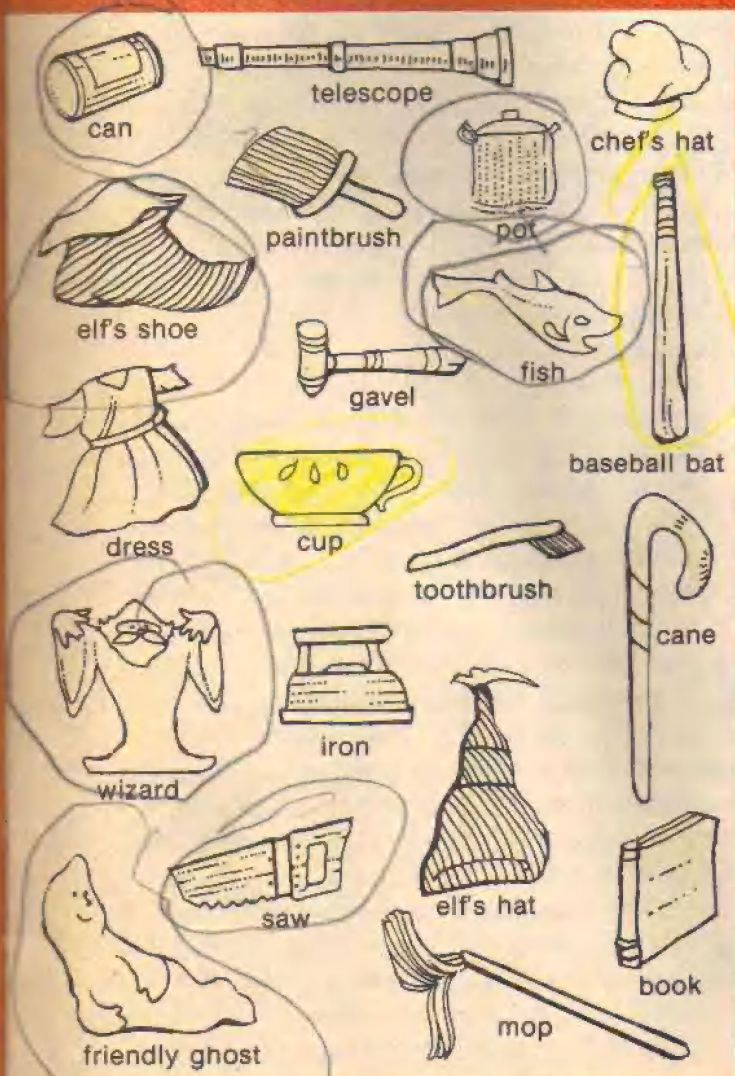 telescope
can
chef's hat
paintbrush
pot
elf's shoe
fish
gavel
baseball bat
dress
cup
toothbrush
cane
iron
wizard
elf's hat
saw
book
mop
friendly ghost